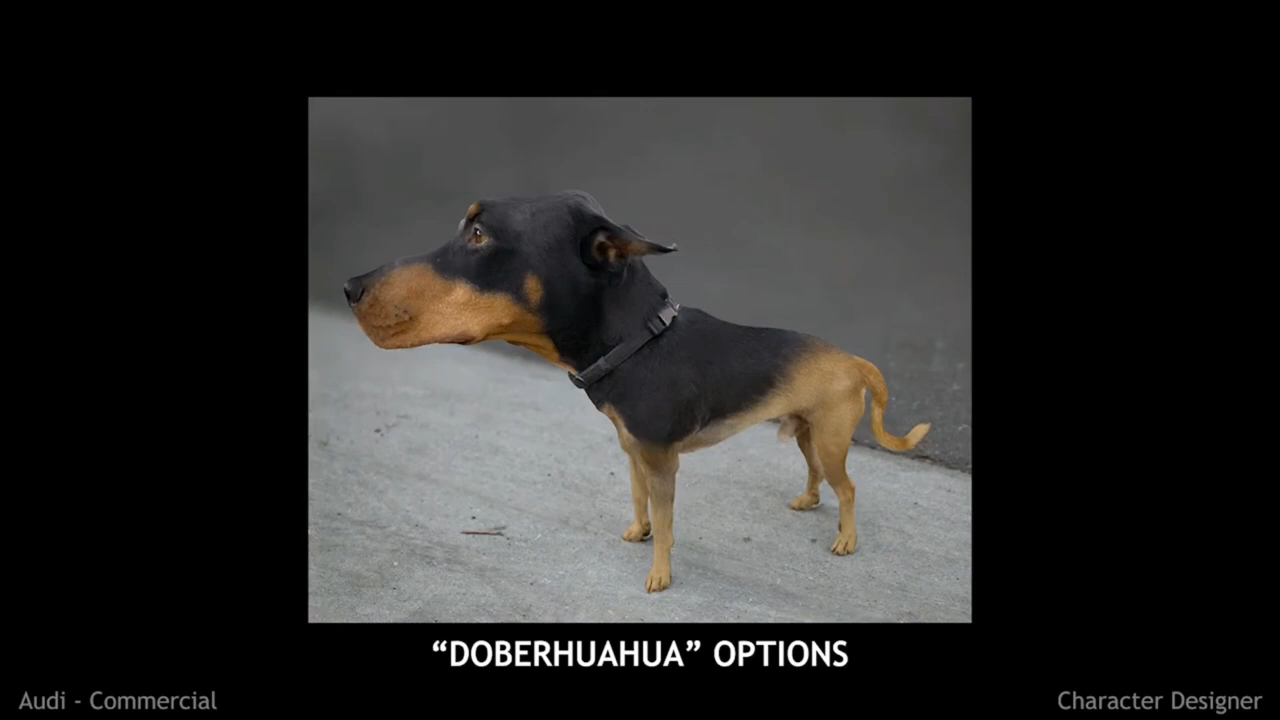 “DOBERHUAHUA” OPTIONS
Audi - Commercial
Character Designer